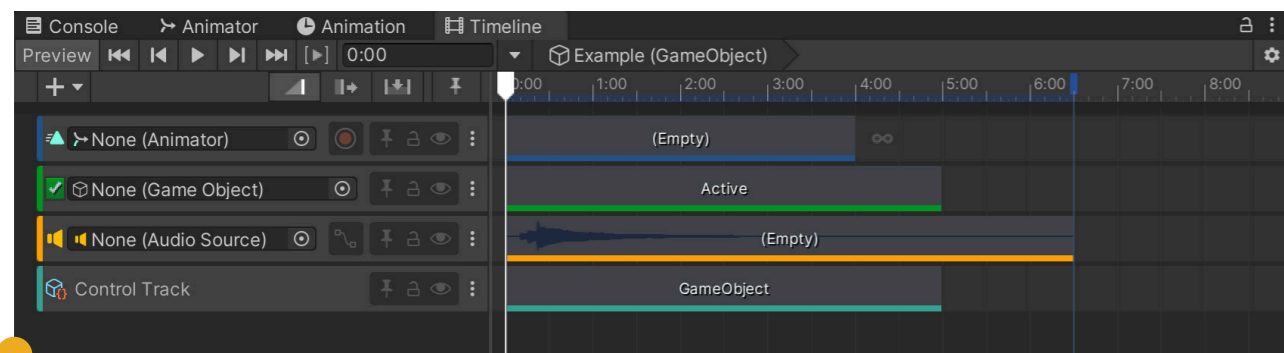 Console Animator Animation Timeline
Preview 0:00 Example (GameObject)
0:00 1:00 2:00 3:00 4:00 5:00 6:00 7:00 8:00
None (Animator) (Empty)
None (Game Object) Active
None (Audio Source) (Empty)
Control Track GameObject